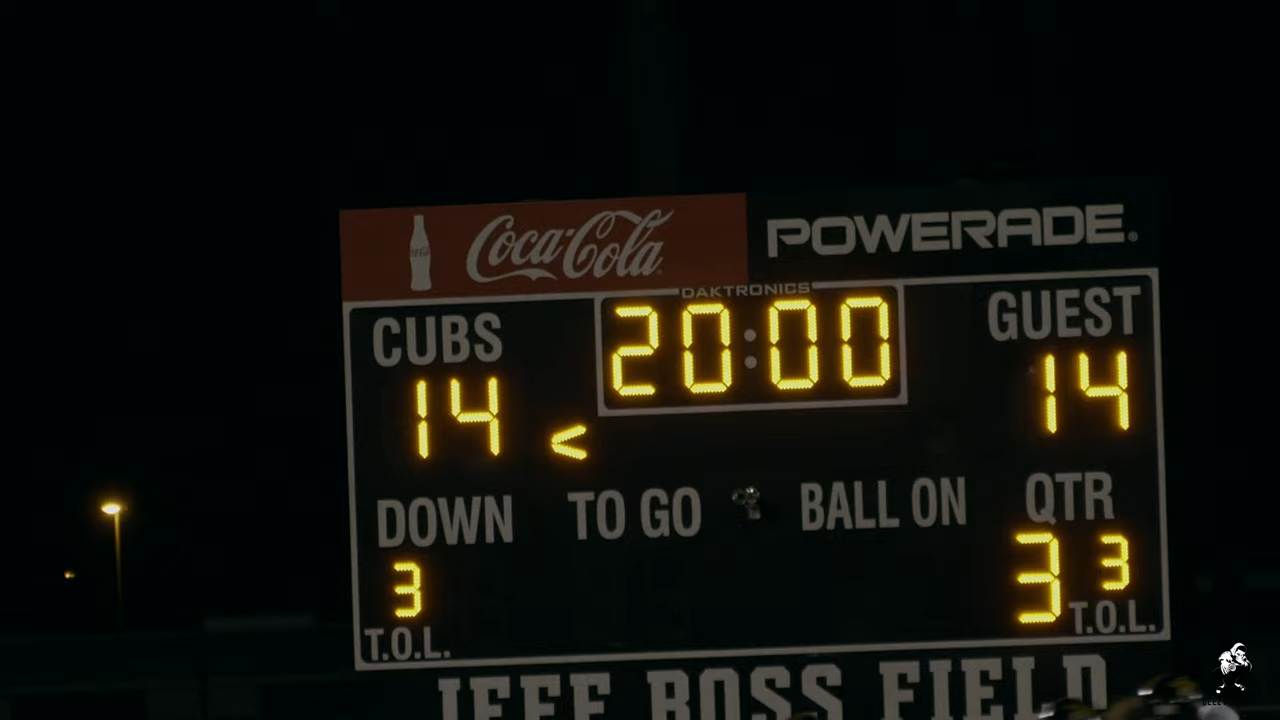 Coca-Cola
POWERADE
DAKTRONICS
CUBS 20:00 GUEST
14 < 14
DOWN TO GO BALL ON QTR
3 3 3
T.O.L. T.O.L.
JEFF ROSS FIELD